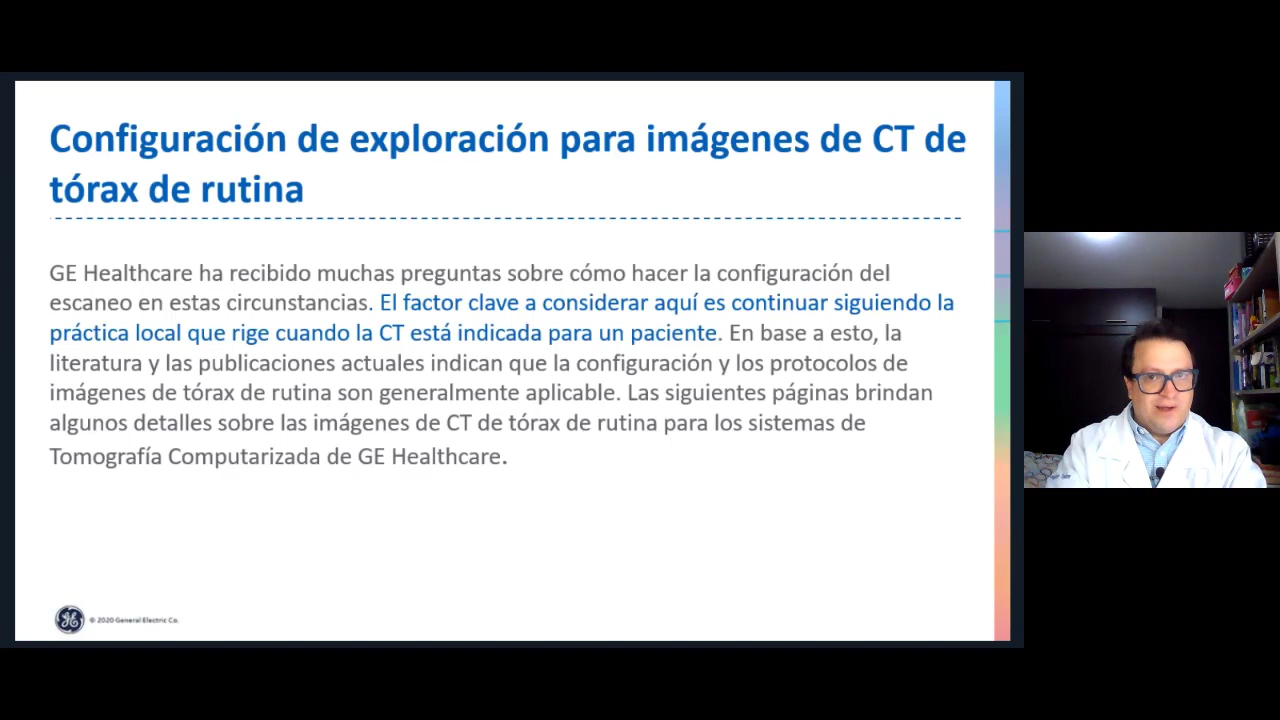 Configuración de exploración para imágenes de CT de
tórax de rutina
GE Healthcare ha recibido muchas preguntas sobre cómo hacer la configuración del
escaneo en estas circunstancias. El factor clave a considerar aquí es continuar siguiendo la
práctica local que rige cuando la CT está indicada para un paciente. En base a esto, la
literatura y las publicaciones actuales indican que la configuración y los protocolos de
imágenes de tórax de rutina son generalmente aplicable. Las siguientes páginas brindan
algunos detalles sobre las imágenes de CT de tórax de rutina para los sistemas de
Tomografía Computarizada de GE Healthcare.
© 2020 General Electric Co.